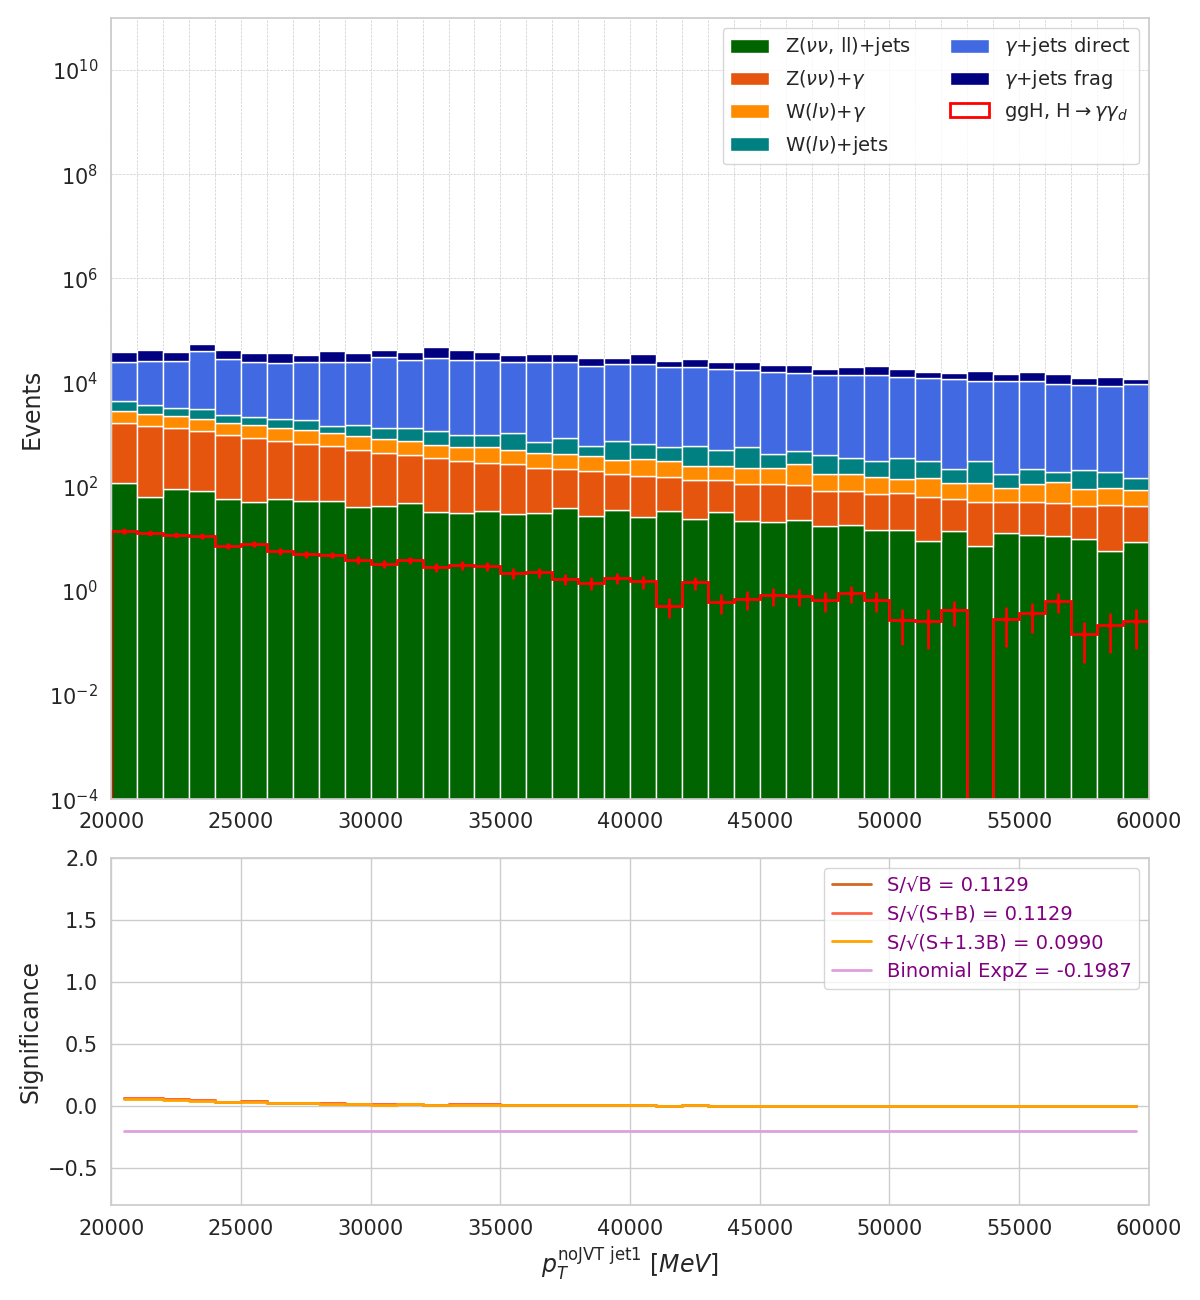 Events
10^10
10^8
10^6
10^4
10^2
10^0
10^−2
10^−4
Z(νν, ll)+jets
Z(νν)+γ
W(lν)+γ
W(lν)+jets
γ+jets direct
γ+jets frag
ggH, H→γγ_d
20000 25000 30000 35000 40000 45000 50000 55000 60000
Significance
2.0
1.5
1.0
0.5
0.0
−0.5
S/√B = 0.1129
S/√(S+B) = 0.1129
S/√(S+1.3B) = 0.0990
Binomial ExpZ = -0.1987
20000 25000 30000 35000 40000 45000 50000 55000 60000
p_T^noJVT jet1 [MeV]